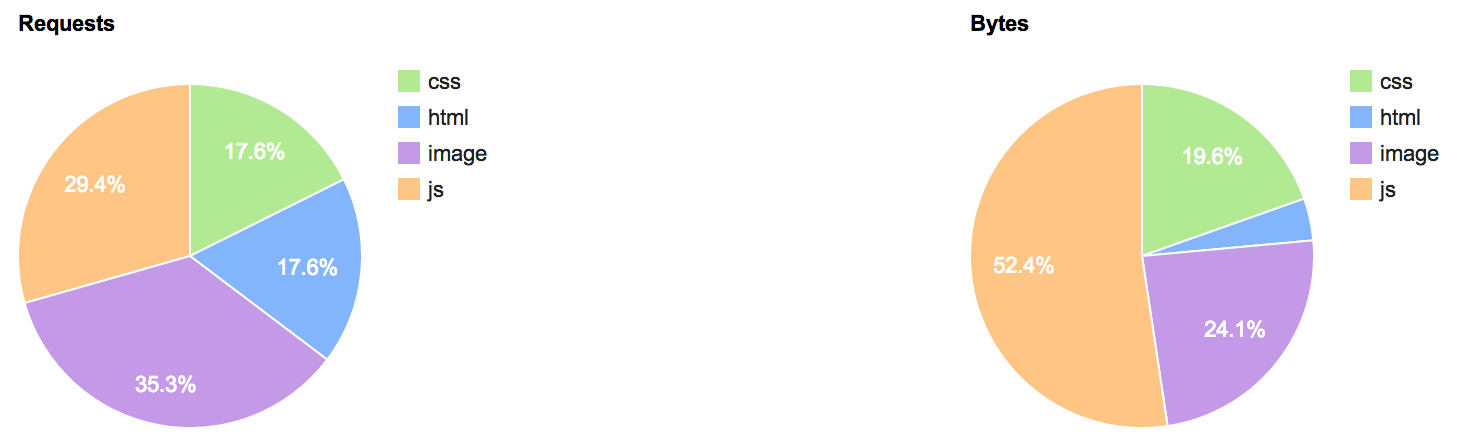 Requests
css
html
image
js
17.6%
17.6%
35.3%
29.4%
Bytes
css
html
image
js
19.6%
24.1%
52.4%